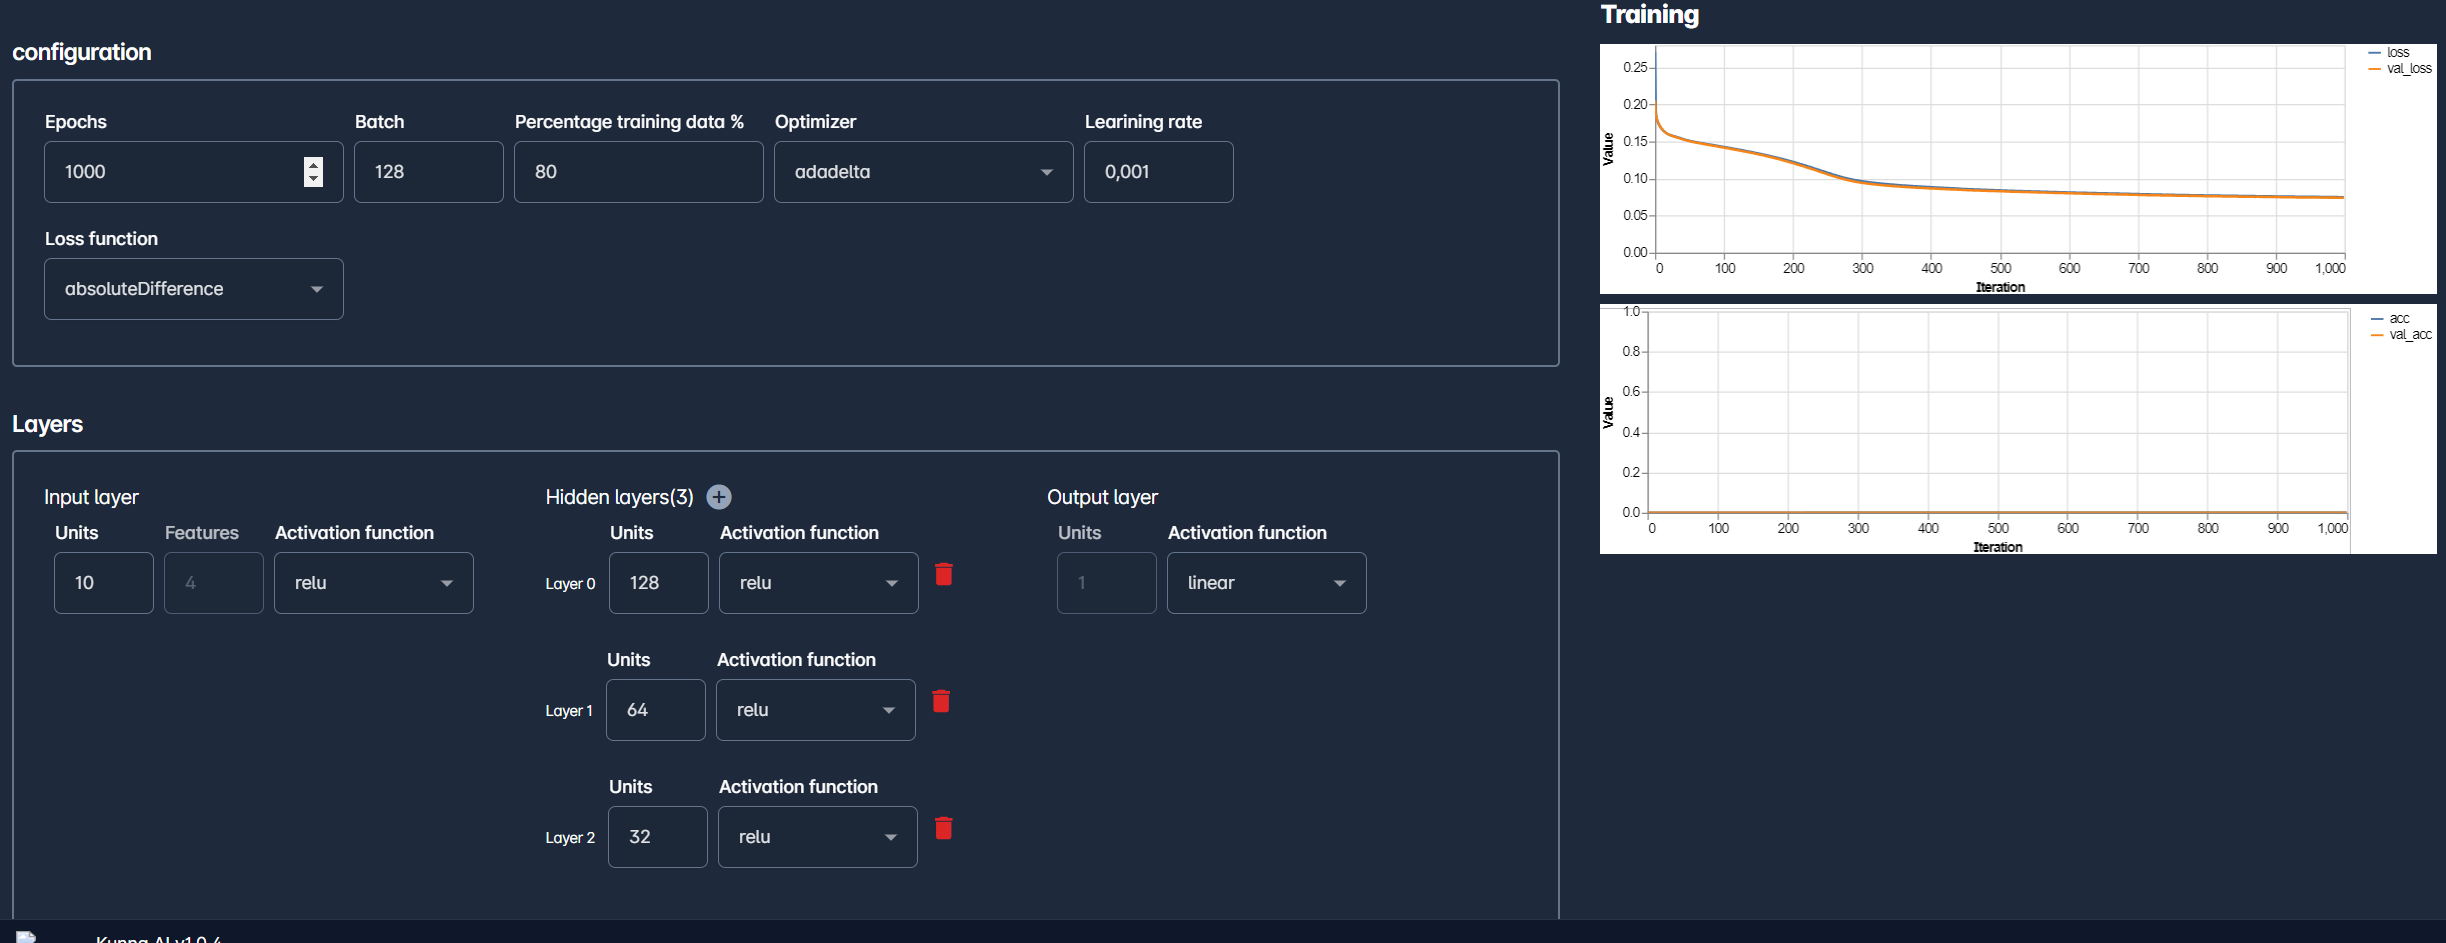 configuration
Epochs Batch Percentage training data % Optimizer Learining rate
1000 128 80 adadelta 0,001
Loss function
absoluteDifference
Layers
Input layer
Units Features Activation function
10 4 relu
Hidden layers(3)
Units Activation function
Layer 0 128 relu
Units Activation function
Layer 1 64 relu
Units Activation function
Layer 2 32 relu
Output layer
Units Activation function
1 linear
Training
loss
val_loss
0.25
0.20
0.15
0.10
0.05
0.00
Value
0 100 200 300 400 500 600 700 800 900 1,000
Iteration
acc
val_acc
1.0
0.8
0.6
0.4
0.2
0.0
Value
0 100 200 300 400 500 600 700 800 900 1,000
Iteration